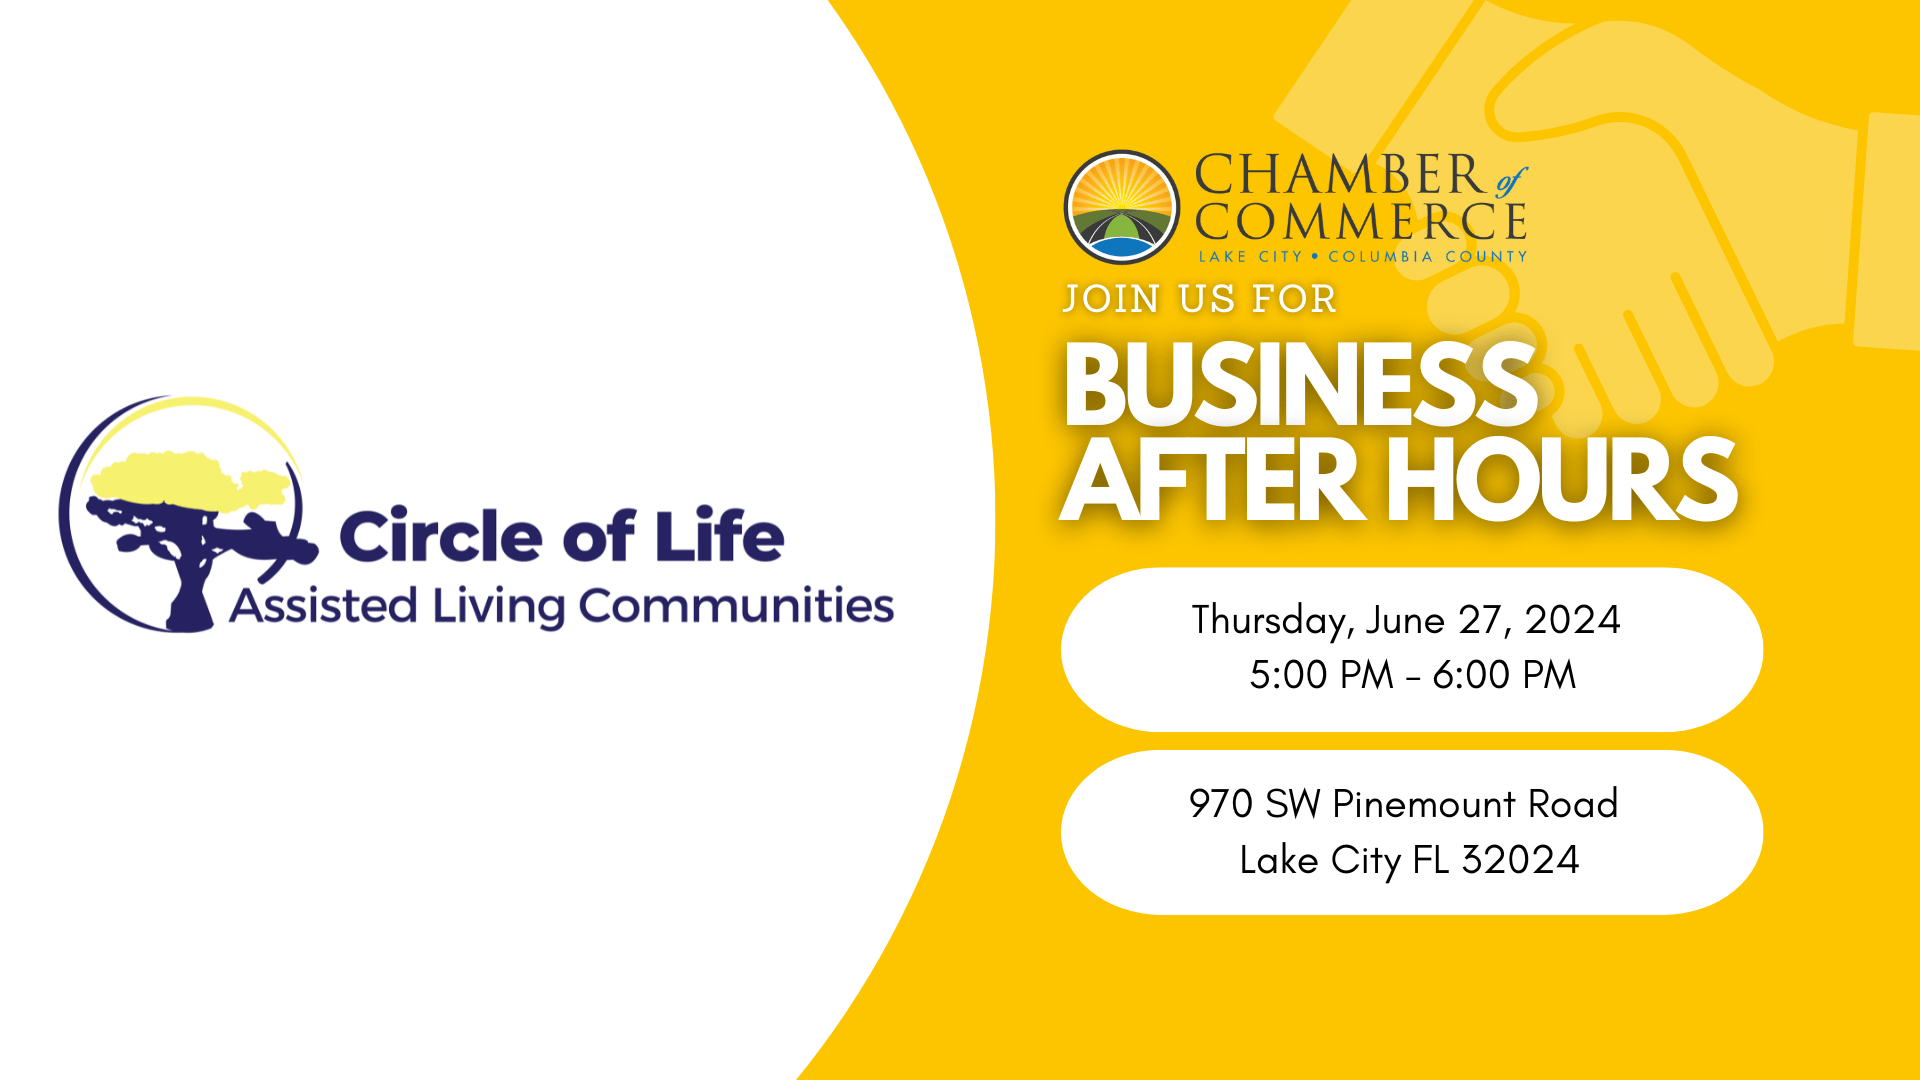 Circle of Life
Assisted Living Communities
CHAMBER of
COMMERCE
LAKE CITY • COLUMBIA COUNTY
JOIN US FOR
BUSINESS
AFTER HOURS
Thursday, June 27, 2024
5:00 PM - 6:00 PM
970 SW Pinemount Road
Lake City FL 32024